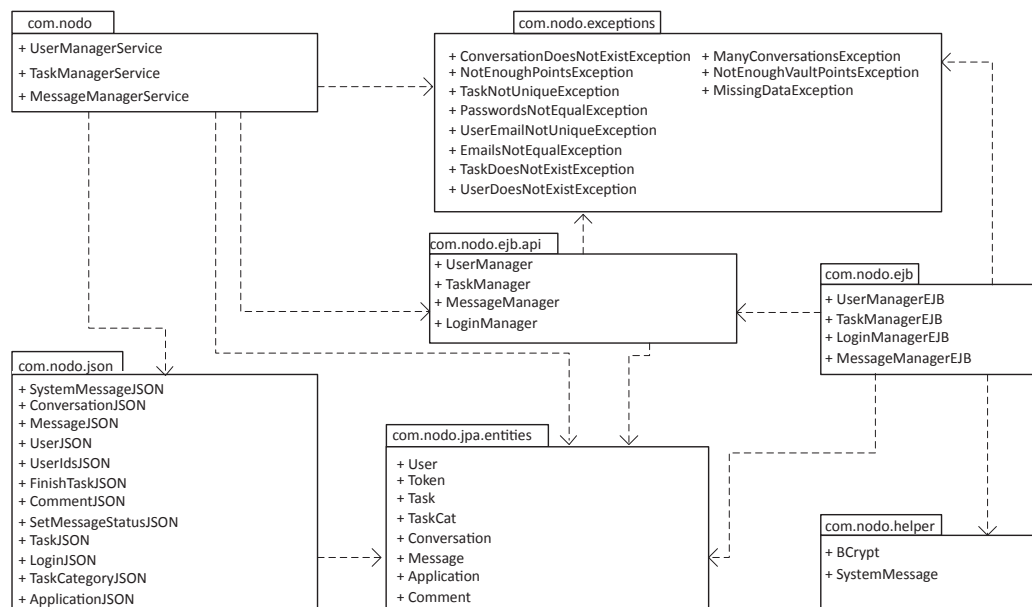 com.nodo
+ UserManagerService
+ TaskManagerService
+ MessageManagerService
com.nodo.exceptions
+ ConversationDoesNotExistException
+ NotEnoughPointsException
+ TaskNotUniqueException
+ PasswordsNotEqualException
+ UserEmailNotUniqueException
+ EmailsNotEqualException
+ TaskDoesNotExistException
+ UserDoesNotExistException
+ ManyConversationsException
+ NotEnoughVaultPointsException
+ MissingDataException
com.nodo.ejb.api
+ UserManager
+ TaskManager
+ MessageManager
+ LoginManager
com.nodo.ejb
+ UserManagerEJB
+ TaskManagerEJB
+ LoginManagerEJB
+ MessageManagerEJB
com.nodo.json
+ SystemMessageJSON
+ ConversationJSON
+ MessageJSON
+ UserJSON
+ UserIdsJSON
+ FinishTaskJSON
+ CommentJSON
+ SetMessageStatusJSON
+ TaskJSON
+ LoginJSON
+ TaskCategoryJSON
+ ApplicationJSON
com.nodo.jpa.entities
+ User
+ Token
+ Task
+ TaskCat
+ Conversation
+ Message
+ Application
+ Comment
com.nodo.helper
+ BCrypt
+ SystemMessage